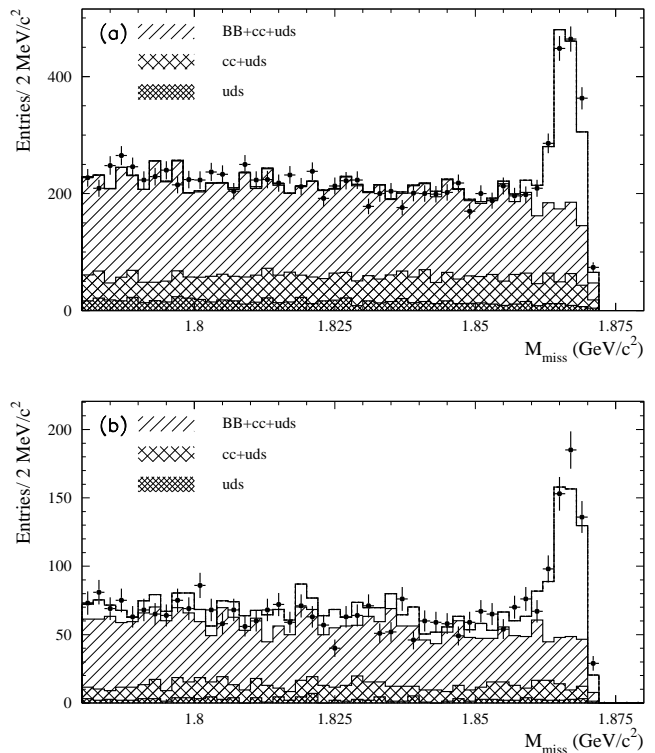 (a)
BB+cc+uds
cc+uds
uds
Entries/ 2 MeV/c²
400
200
0
1.8
1.825
1.85
1.875
M_miss (GeV/c²)
(b)
BB+cc+uds
cc+uds
uds
Entries/ 2 MeV/c²
200
150
100
50
0
1.8
1.825
1.85
1.875
M_miss (GeV/c²)